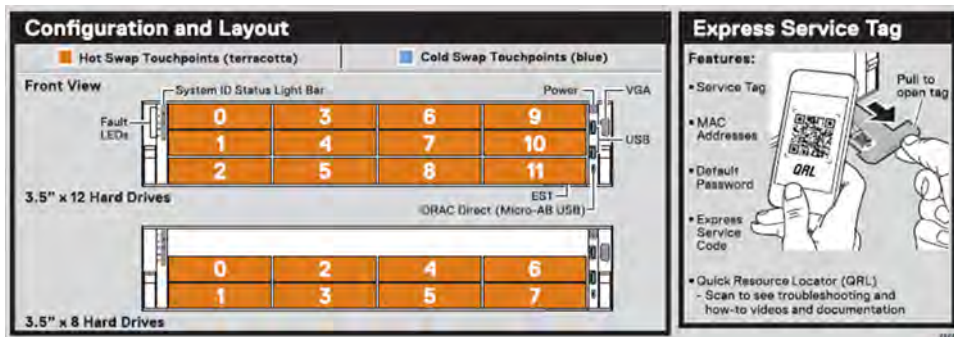 Configuration and Layout
Hot Swap Touchpoints (terracotta)
Cold Swap Touchpoints (blue)
Front View
System ID Status Light Bar
Power
VGA
Fault
LEDs
USB
0 3 6 9
1 4 7 10
2 5 8 11
EST
3.5" x 12 Hard Drives
iDRAC Direct (Micro-AB USB)
0 2 4 6
1 3 5 7
3.5" x 8 Hard Drives
Express Service Tag
Features:
Pull to
open tag
• Service Tag
• MAC
Addresses
• Default
Password
• Express
Service
Code
QRL
• Quick Resource Locator (QRL)
- Scan to see troubleshooting and
how-to videos and documentation